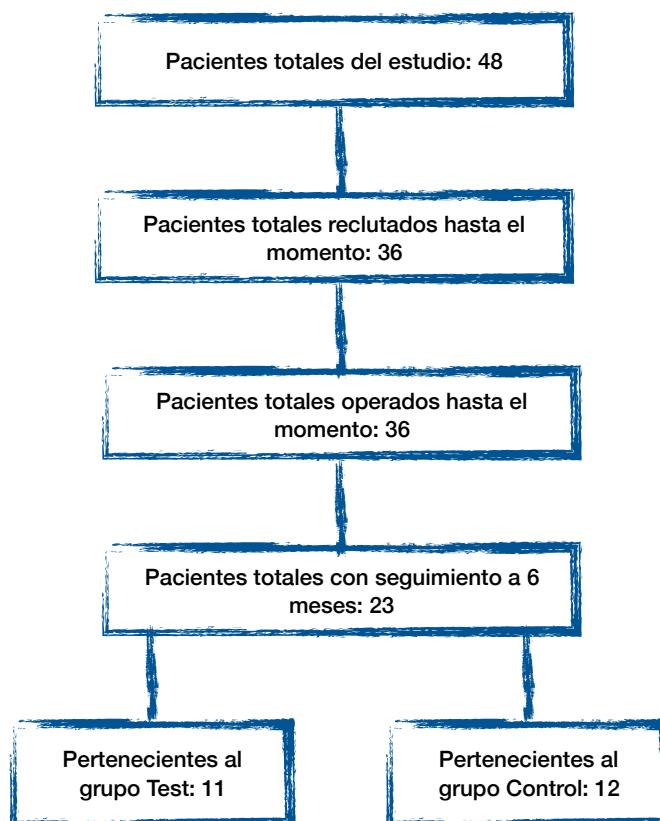 Pacientes totales del estudio: 48
Pacientes totales reclutados hasta el
momento: 36
Pacientes totales operados hasta el
momento: 36
Pacientes totales con seguimiento a 6
meses: 23
Pertenecientes al
grupo Test: 11
Pertenecientes al
grupo Control: 12